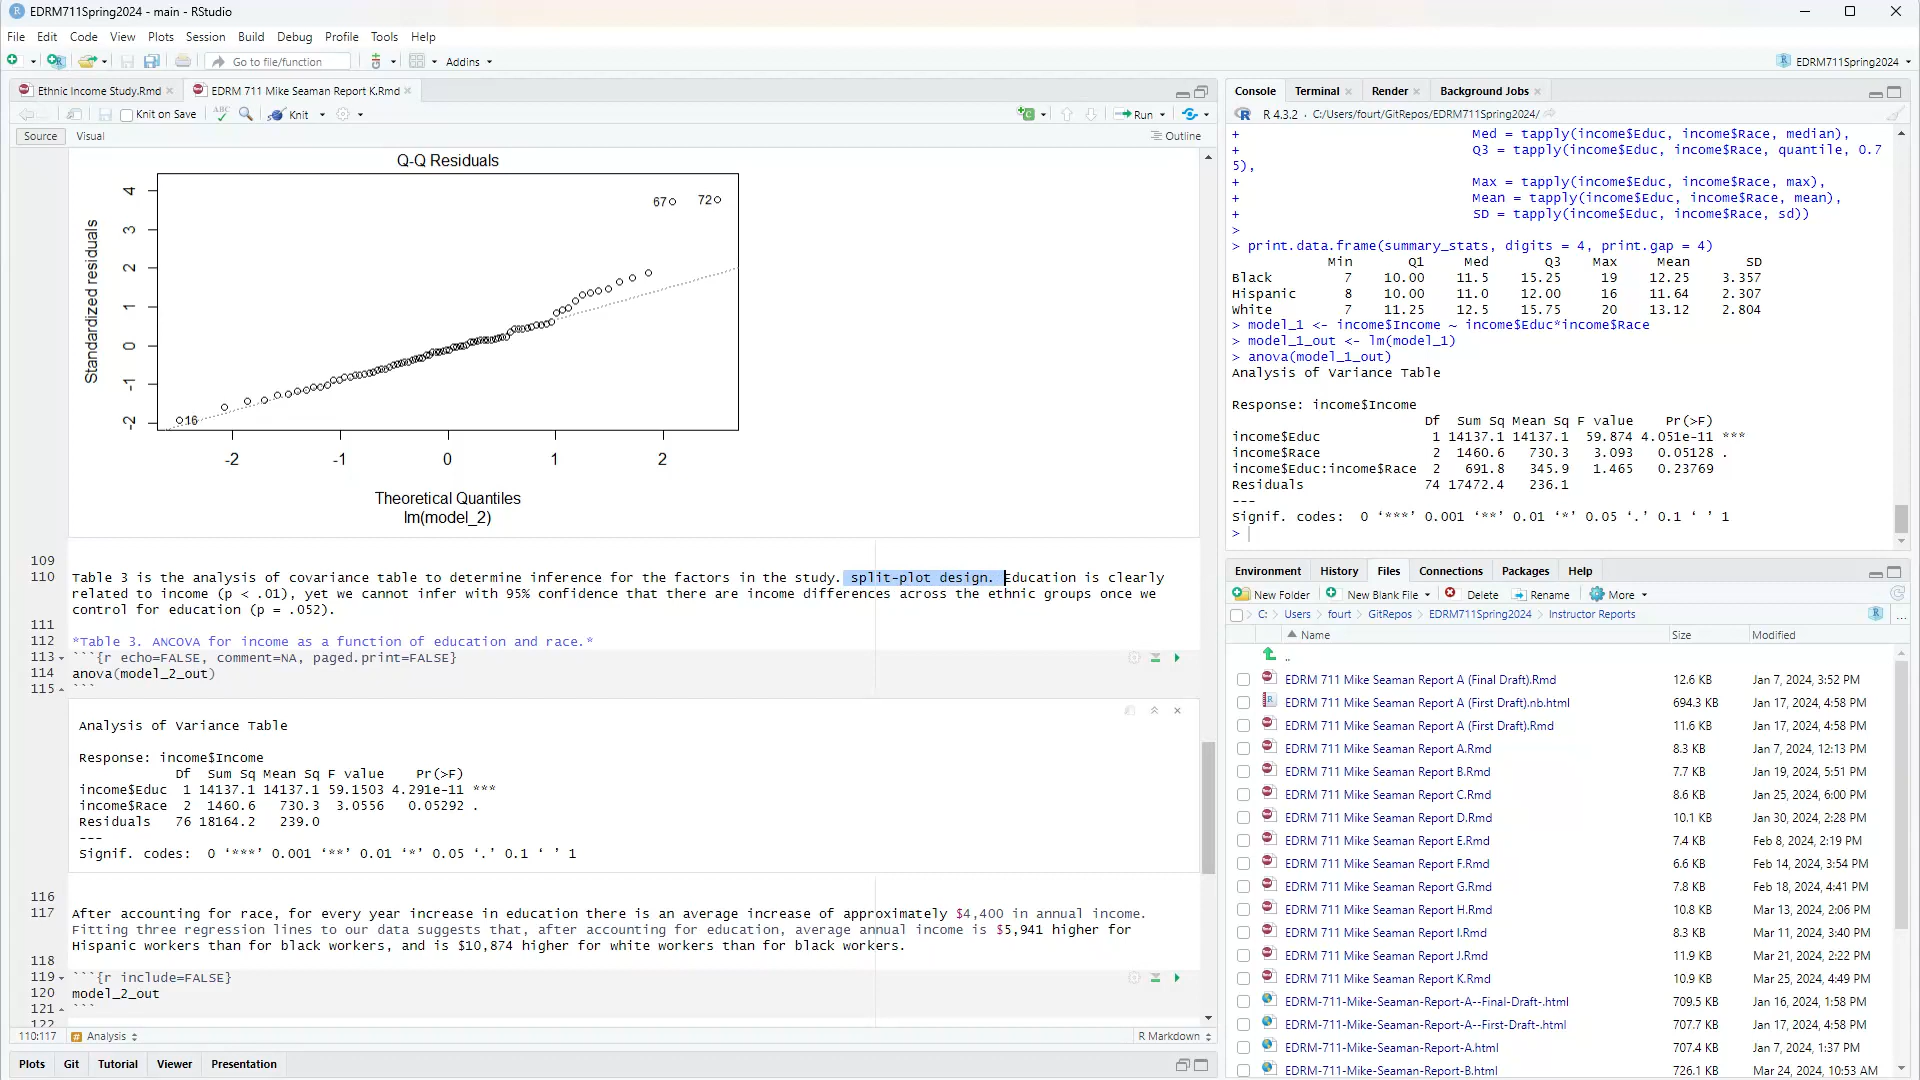 EDRM711Spring2024 - main - RStudio
File Edit Code View Plots Session Build Debug Profile Tools Help
Go to file/function Addins EDRM711Spring2024
Ethnic Income Study.Rmd EDRM 711 Mike Seaman Report K.Rmd
Knit on Save ABC Knit Run
Source Visual Outline
Q-Q Residuals
Standardized residuals
4
3
2
1
0
-1
-2
67
72
16
-2 -1 0 1 2
Theoretical Quantiles
lm(model_2)
109
110 Table 3 is the analysis of covariance table to determine inference for the factors in the study. split-plot design. Education is clearly
related to income (p < .01), yet we cannot infer with 95% confidence that there are income differences across the ethnic groups once we
control for education (p = .052).
111
112 *Table 3. ANCOVA for income as a function of education and race.*
113 ```{r echo=FALSE, comment=NA, paged.print=FALSE}
114 anova(model_2_out)
115 ```
Analysis of Variance Table
Response: income$Income
Df Sum Sq Mean Sq F value Pr(>F)
income$Educ 1 14137.1 14137.1 59.1503 4.291e-11 ***
income$Race 2 1460.6 730.3 3.0556 0.05292 .
Residuals 76 18164.2 239.0
---
Signif. codes: 0 ‘***’ 0.001 ‘**’ 0.01 ‘*’ 0.05 ‘.’ 0.1 ‘ ’ 1
116
117 After accounting for race, for every year increase in education there is an average increase of approximately $4,400 in annual income.
Fitting three regression lines to our data suggests that, after accounting for education, average annual income is $5,941 higher for
Hispanic workers than for black workers, and is $10,874 higher for white workers than for black workers.
118
119 ```{r include=FALSE}
120 model_2_out
121 ```
122
110:117 Analysis R Markdown
Plots Git Tutorial Viewer Presentation
Console Terminal Render Background Jobs
R 4.3.2 · C:/Users/fourt/GitRepos/EDRM711Spring2024/
+ Med = tapply(income$Educ, income$Race, median),
+ Q3 = tapply(income$Educ, income$Race, quantile, 0.7
5),
+ Max = tapply(income$Educ, income$Race, max),
+ Mean = tapply(income$Educ, income$Race, mean),
+ SD = tapply(income$Educ, income$Race, sd))
>
> print.data.frame(summary_stats, digits = 4, print.gap = 4)
Min Q1 Med Q3 Max Mean SD
Black 7 10.00 11.5 15.25 19 12.25 3.357
Hispanic 8 10.00 11.0 12.00 16 11.64 2.307
White 7 11.25 12.5 15.75 20 13.12 2.804
> model_1 <- income$Income ~ income$Educ*income$Race
> model_1_out <- lm(model_1)
> anova(model_1_out)
Analysis of Variance Table
Response: income$Income
Df Sum Sq Mean Sq F value Pr(>F)
income$Educ 1 14137.1 14137.1 59.874 4.051e-11 ***
income$Race 2 1460.6 730.3 3.093 0.05128 .
income$Educ:income$Race 2 691.8 345.9 1.465 0.23769
Residuals 74 17472.4 236.1
---
Signif. codes: 0 ‘***’ 0.001 ‘**’ 0.01 ‘*’ 0.05 ‘.’ 0.1 ‘ ’ 1
>
Environment History Files Connections Packages Help
New Folder New Blank File Delete Rename More
C: > Users > fourt > GitRepos > EDRM711Spring2024 > Instructor Reports ...
Name Size Modified
..
EDRM 711 Mike Seaman Report A (Final Draft).Rmd 12.6 KB Jan 7, 2024, 3:52 PM
EDRM 711 Mike Seaman Report A (First Draft).nb.html 694.3 KB Jan 17, 2024, 4:58 PM
EDRM 711 Mike Seaman Report A (First Draft).Rmd 11.6 KB Jan 17, 2024, 4:58 PM
EDRM 711 Mike Seaman Report A.Rmd 8.3 KB Jan 7, 2024, 12:13 PM
EDRM 711 Mike Seaman Report B.Rmd 7.7 KB Jan 19, 2024, 5:51 PM
EDRM 711 Mike Seaman Report C.Rmd 8.6 KB Jan 25, 2024, 6:00 PM
EDRM 711 Mike Seaman Report D.Rmd 10.1 KB Jan 30, 2024, 2:28 PM
EDRM 711 Mike Seaman Report E.Rmd 7.4 KB Feb 8, 2024, 2:19 PM
EDRM 711 Mike Seaman Report F.Rmd 6.6 KB Feb 14, 2024, 3:54 PM
EDRM 711 Mike Seaman Report G.Rmd 7.8 KB Feb 18, 2024, 4:41 PM
EDRM 711 Mike Seaman Report H.Rmd 10.8 KB Mar 13, 2024, 2:06 PM
EDRM 711 Mike Seaman Report I.Rmd 8.3 KB Mar 11, 2024, 3:40 PM
EDRM 711 Mike Seaman Report J.Rmd 11.9 KB Mar 21, 2024, 2:22 PM
EDRM 711 Mike Seaman Report K.Rmd 10.9 KB Mar 25, 2024, 4:49 PM
EDRM-711-Mike-Seaman-Report-A--Final-Draft-.html 709.5 KB Jan 16, 2024, 1:58 PM
EDRM-711-Mike-Seaman-Report-A--First-Draft-.html 707.7 KB Jan 17, 2024, 4:58 PM
EDRM-711-Mike-Seaman-Report-A.html 707.4 KB Jan 7, 2024, 1:37 PM
EDRM-711-Mike-Seaman-Report-B.html 726.1 KB Mar 24, 2024, 10:53 AM